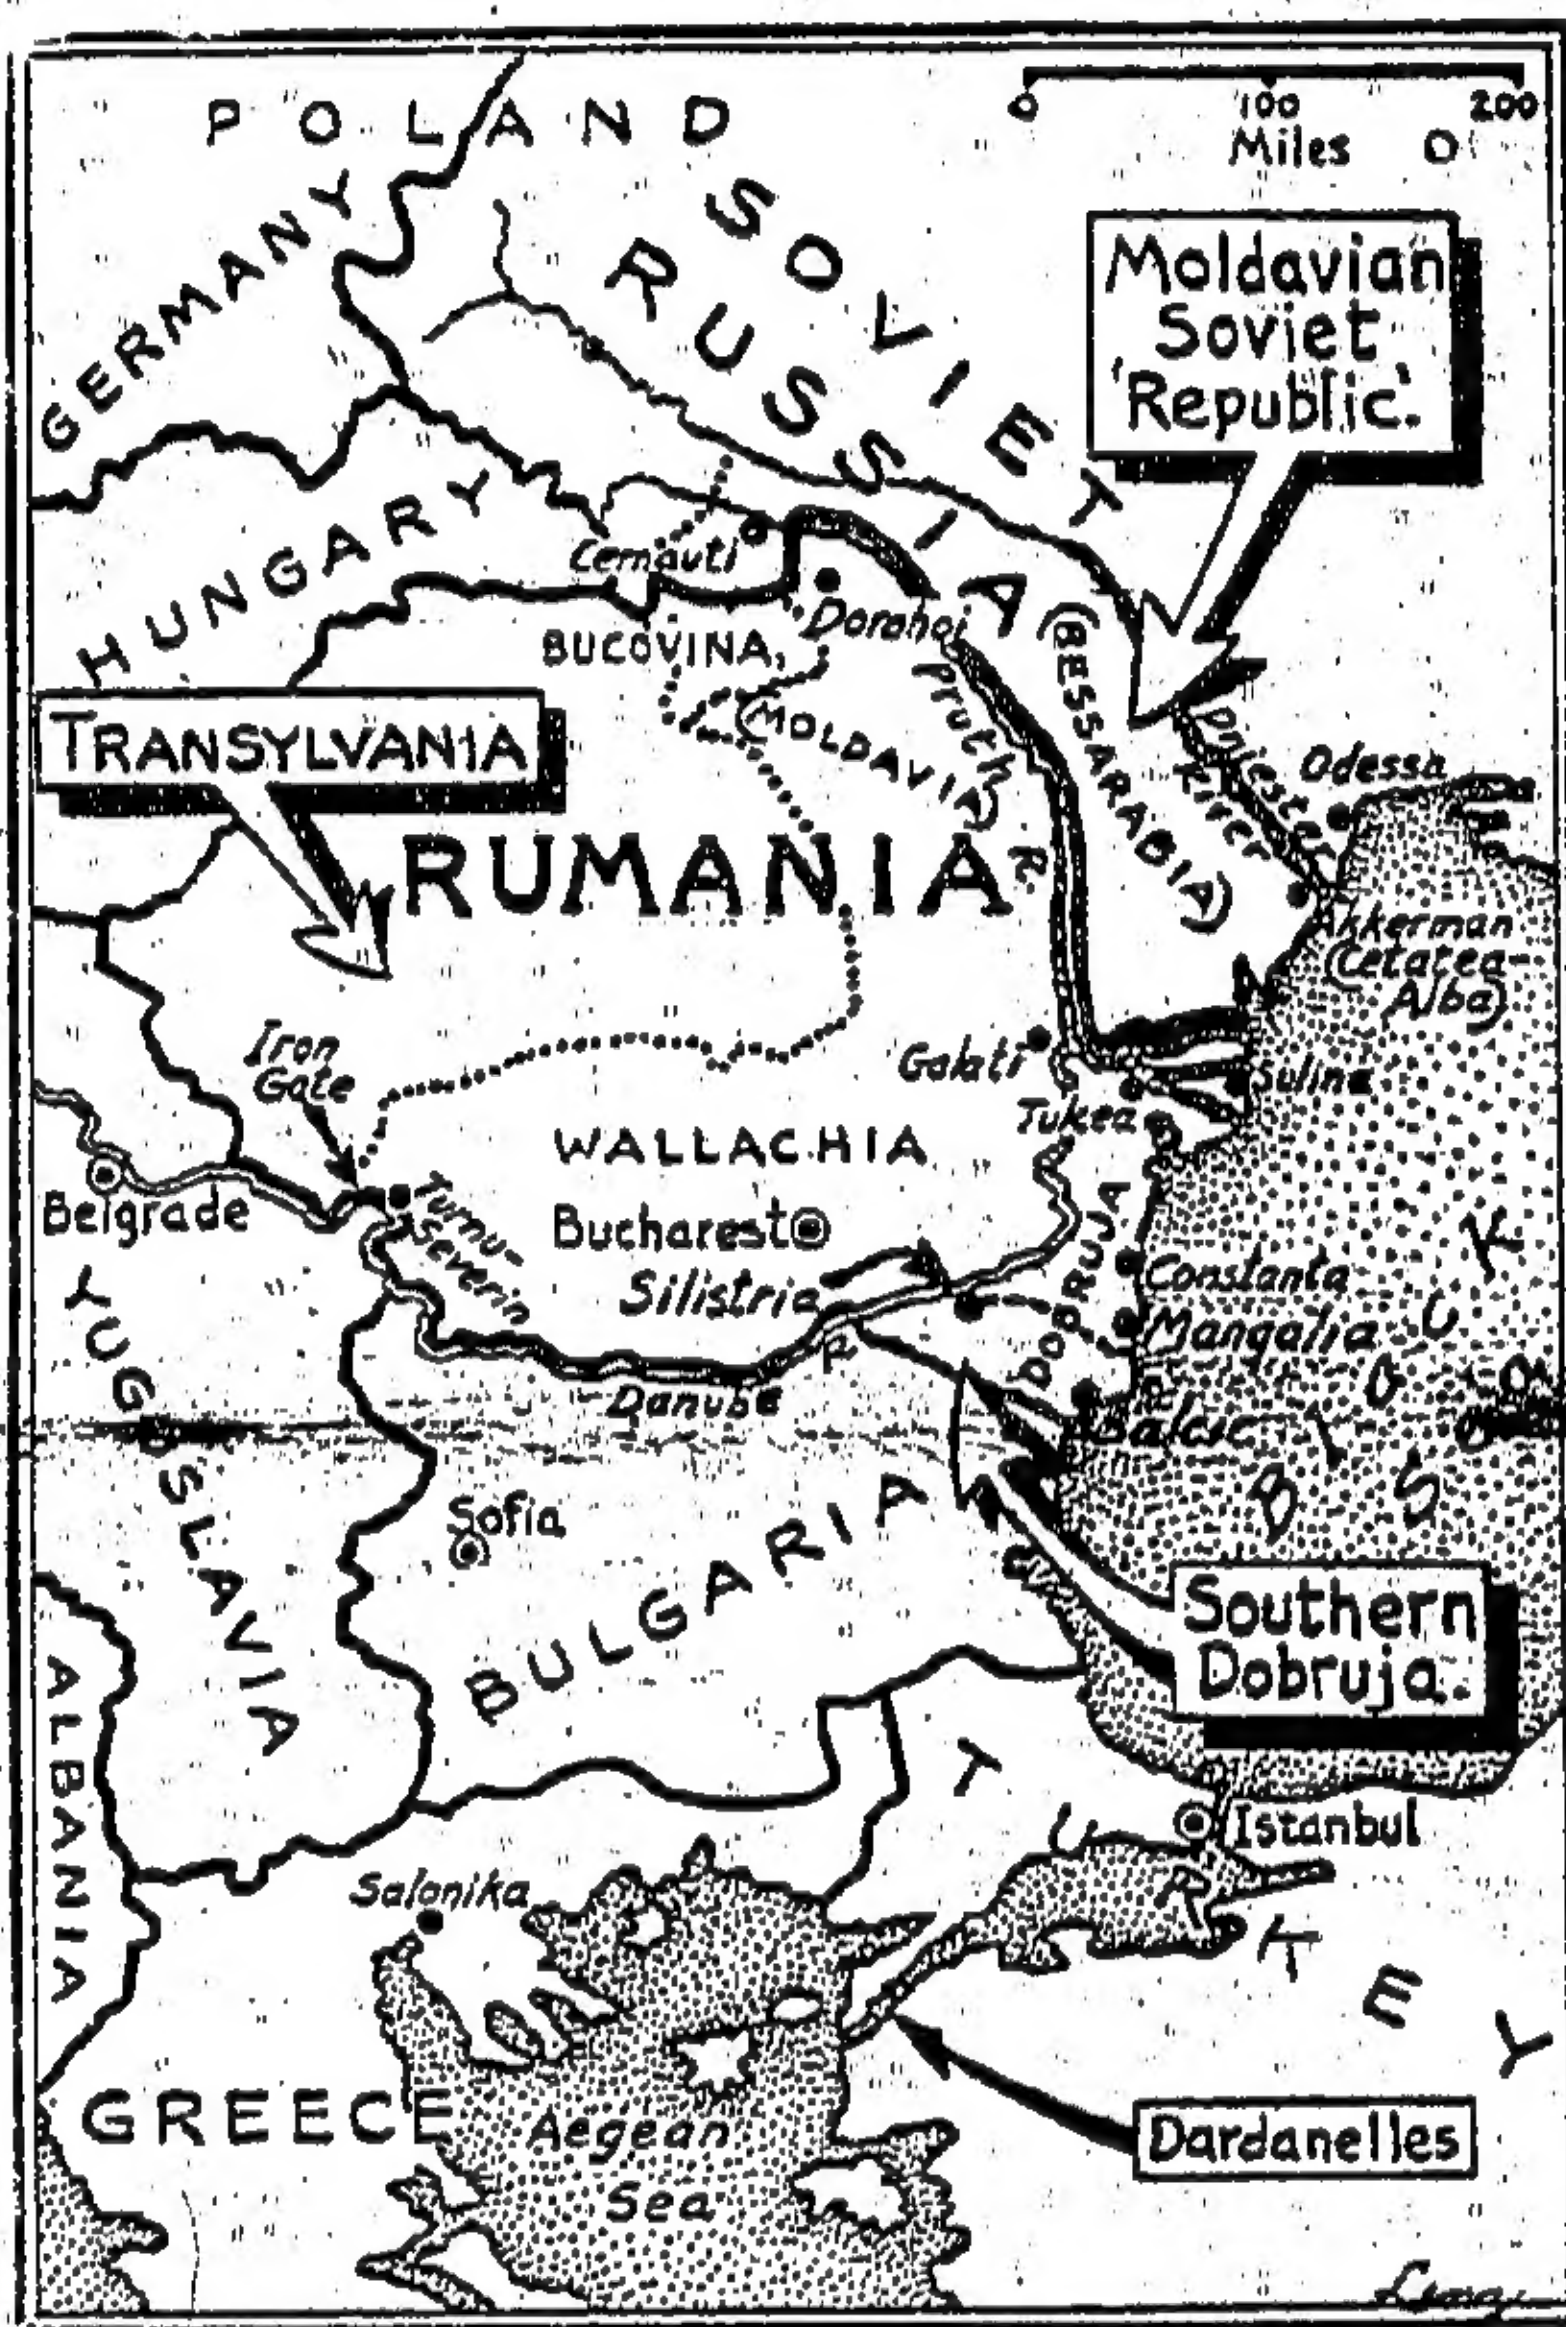 POLAND
0 100 200
Miles
SOVIET
RUSSIA
GERMANY
Moldavian
Soviet
'Republic'.
HUNGARY
Cernauti
Dorohoi
BUCOVINA
(BESSARABIA)
Pruth R.
(MOLDAVIA)
TRANSYLVANIA
Dniester
River
Odessa
RUMANIA
Akkerman
(Cetatea-
Alba)
Iron
Gate
Galati
Sulina
Tulcea
WALLACHIA
Belgrade
Turnu-
Severin
Bucharest
Silistria
DOBRUJA
Constanta
Mangalia
R.
Danube
Balcic
BLACK
SEA
YUGOSLAVIA
Sofia
BULGARIA
Southern
Dobruja.
ALBANIA
TURKEY
Istanbul
Salonika
GREECE
Aegean
Sea
Dardanelles